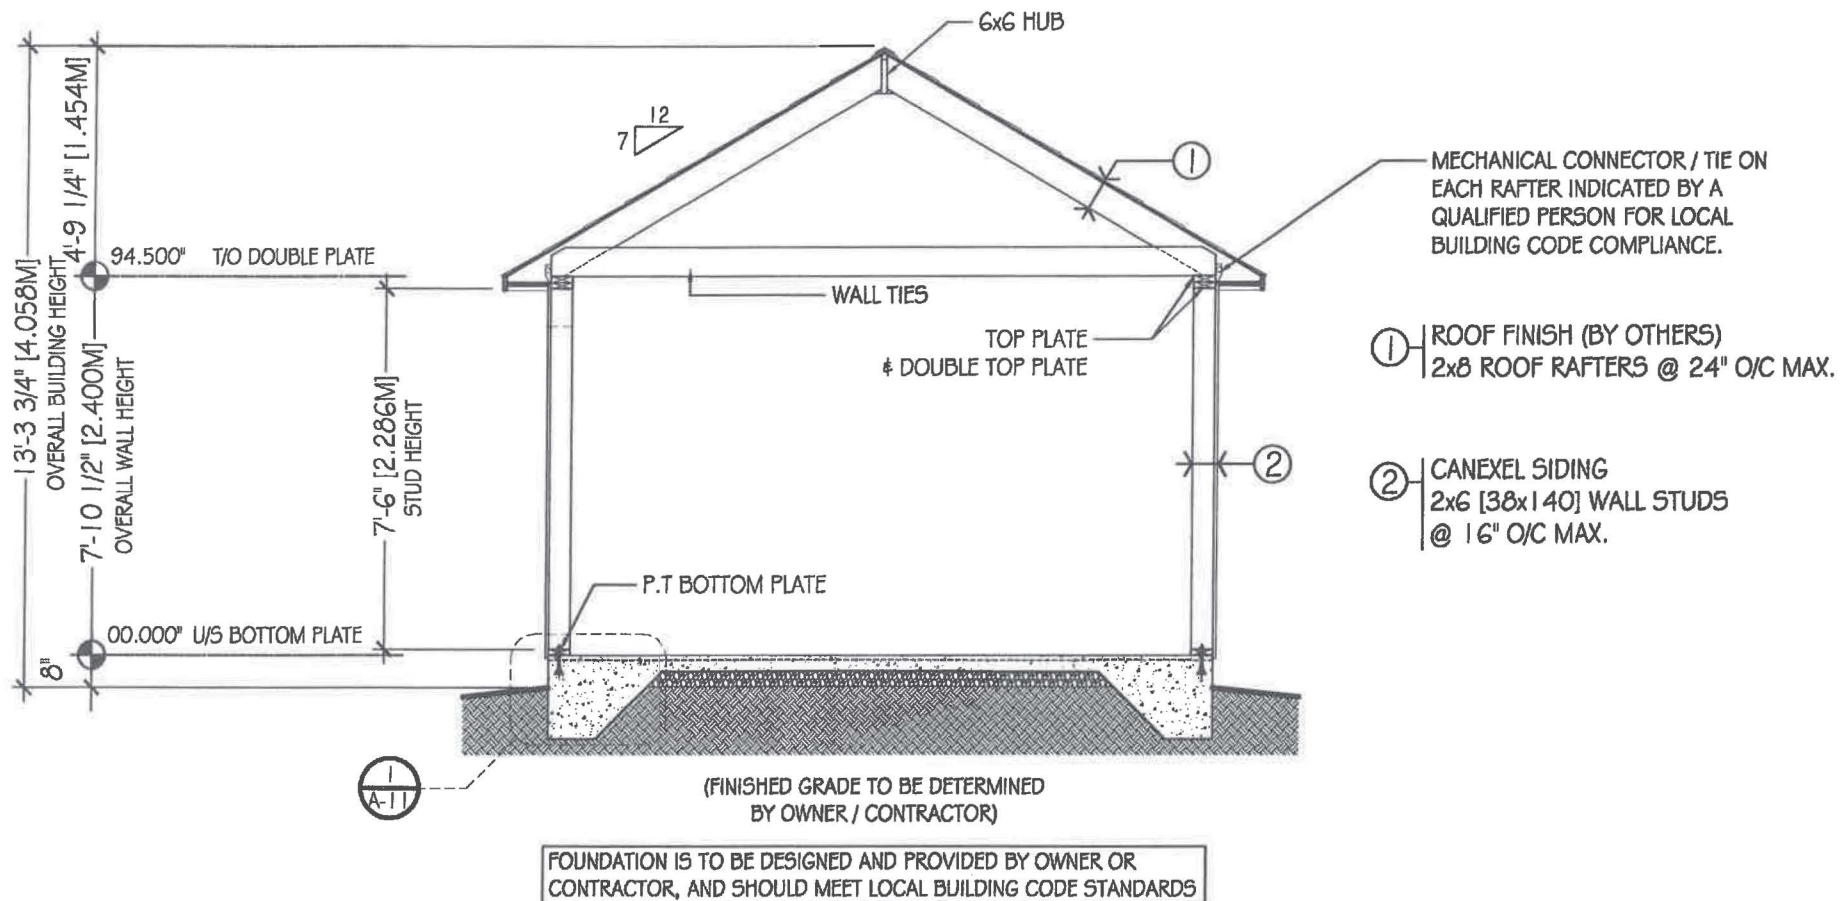 6x6 HUB
12
7
1
MECHANICAL CONNECTOR / TIE ON
EACH RAFTER INDICATED BY A
QUALIFIED PERSON FOR LOCAL
BUILDING CODE COMPLIANCE.
13'-3 3/4" [4.058M]
OVERALL BUILDING HEIGHT
4'-9 1/4" [1.454M]
7'-10 1/2" [2.400M]
OVERALL WALL HEIGHT
94.500" T/O DOUBLE PLATE
WALL TIES
TOP PLATE
& DOUBLE TOP PLATE
7'-6" [2.286M]
STUD HEIGHT
1
ROOF FINISH (BY OTHERS)
2x8 ROOF RAFTERS @ 24" O/C MAX.
2
2
CANEXEL SIDING
2x6 [38x140] WALL STUDS
@ 16" O/C MAX.
P.T BOTTOM PLATE
00.000" U/S BOTTOM PLATE
8"
1
A-11
(FINISHED GRADE TO BE DETERMINED
BY OWNER / CONTRACTOR)
FOUNDATION IS TO BE DESIGNED AND PROVIDED BY OWNER OR
CONTRACTOR, AND SHOULD MEET LOCAL BUILDING CODE STANDARDS